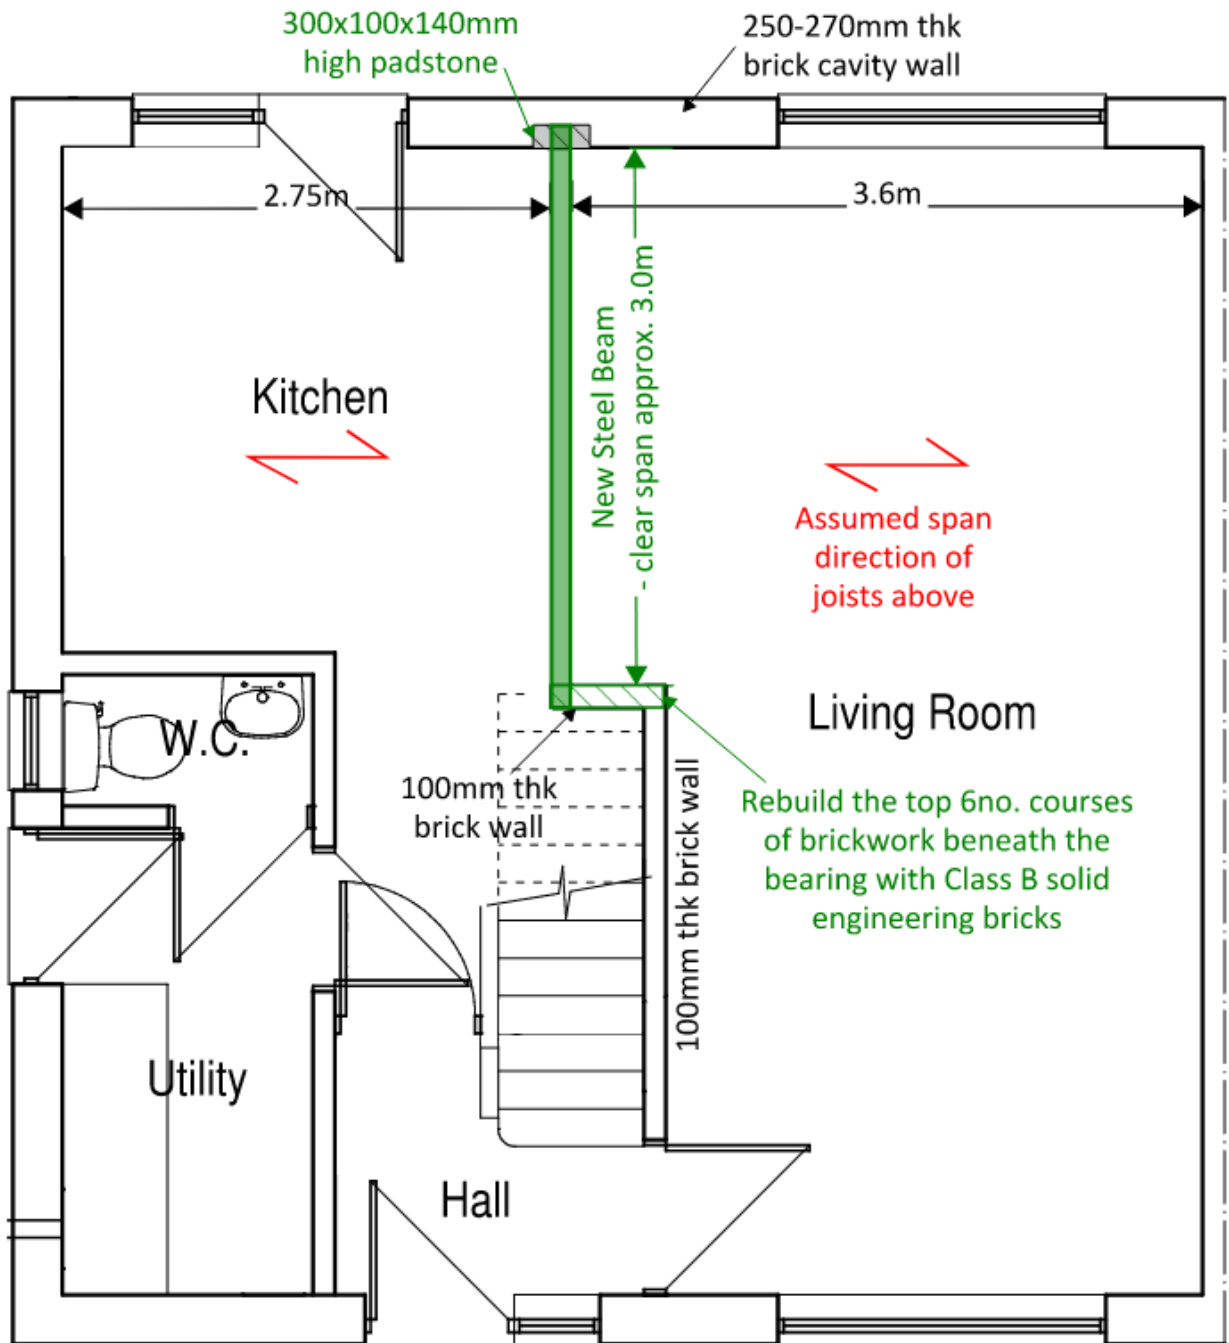 300x100x140mm
high padstone
250-270mm thk
brick cavity wall
2.75m
3.6m
New Steel Beam
- clear span approx. 3.0m
Kitchen
Assumed span
direction of
joists above
W.C.
Living Room
100mm thk
brick wall
100mm thk brick wall
Rebuild the top 6no. courses
of brickwork beneath the
bearing with Class B solid
engineering bricks
Utility
Hall